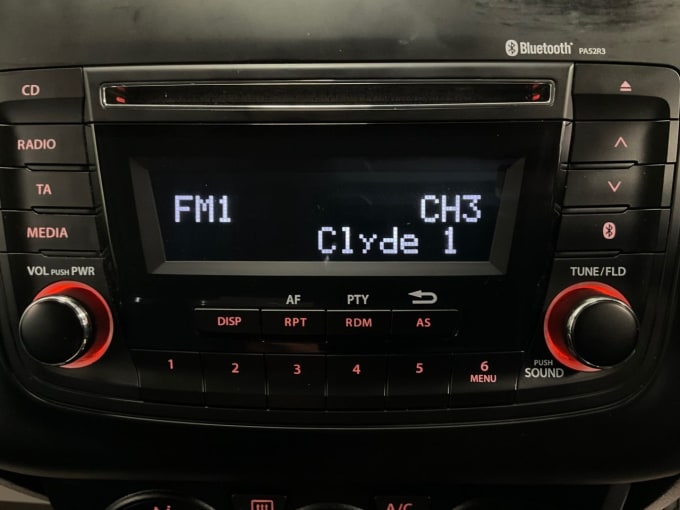 Bluetooth® PA52R3
CD
RADIO
TA
MEDIA
FM1 CH3
Clyde 1
VOL PUSH PWR
TUNE/FLD
AF PTY
DISP RPT RDM AS
1 2 3 4 5 6
MENU
PUSH
SOUND
A/C